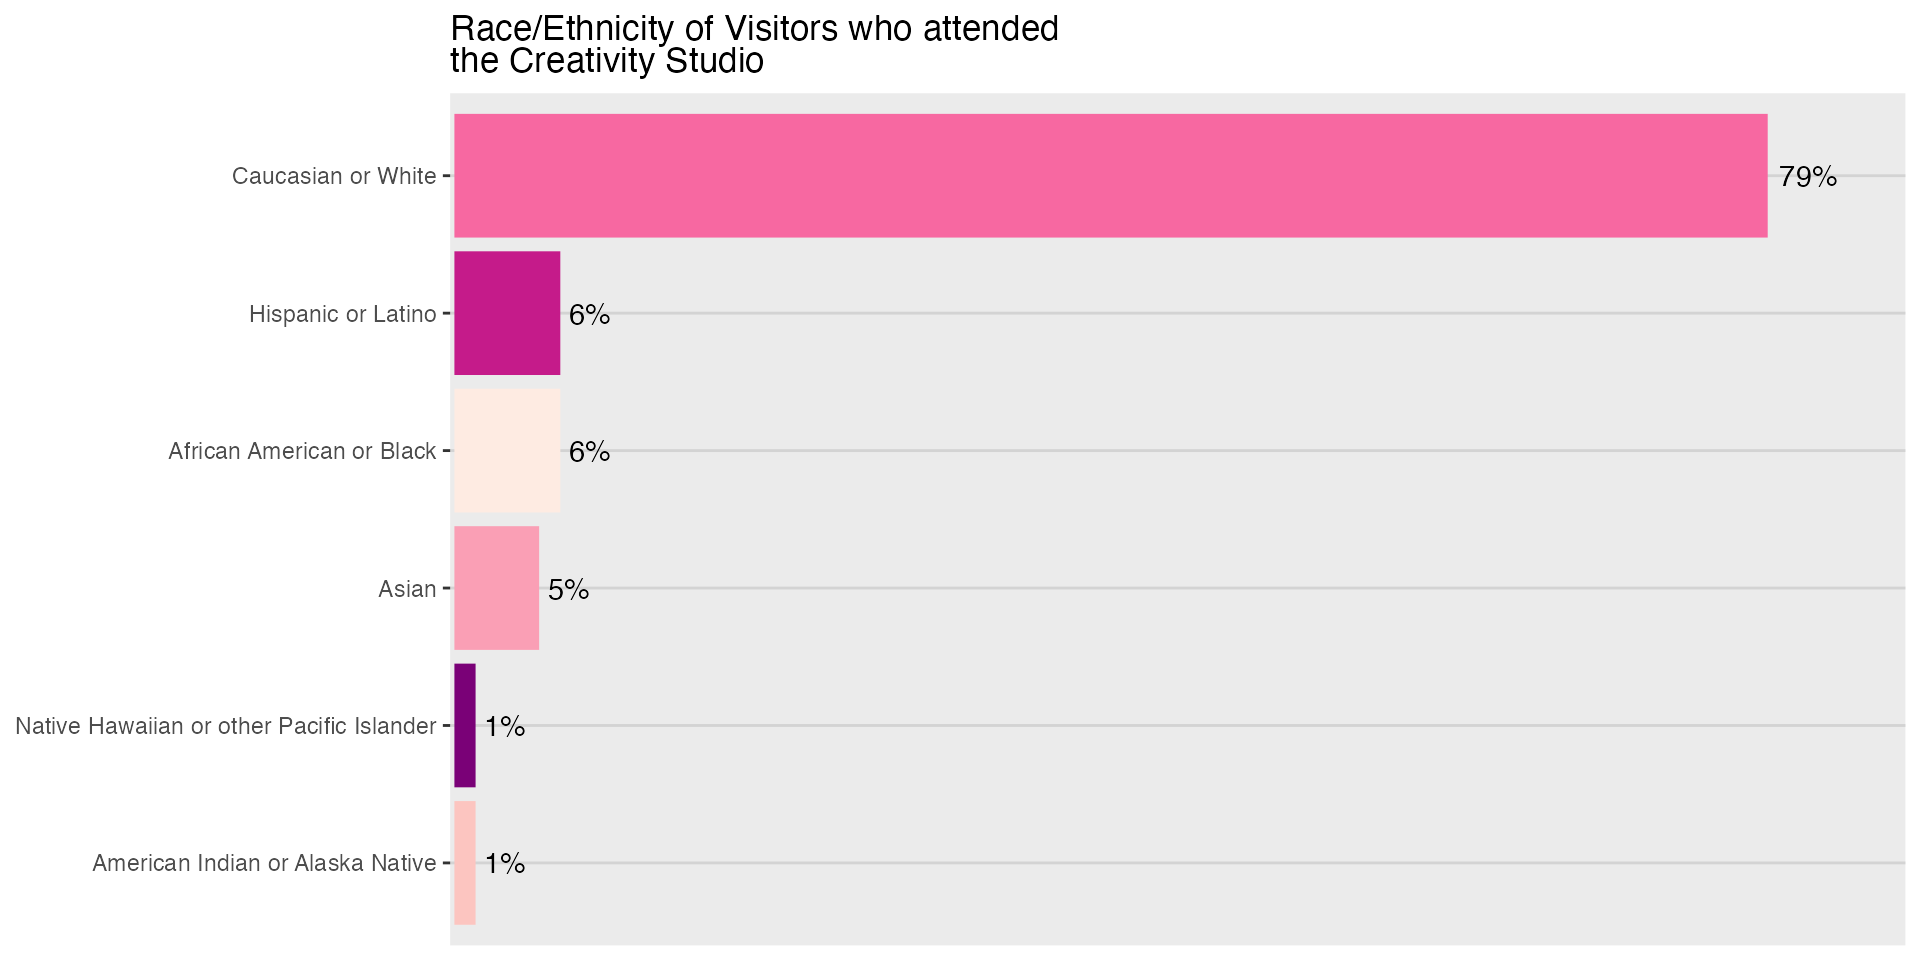 Race/Ethnicity of Visitors who attended
the Creativity Studio
Caucasian or White
79%
Hispanic or Latino
6%
African American or Black
6%
Asian
5%
Native Hawaiian or other Pacific Islander
1%
American Indian or Alaska Native
1%